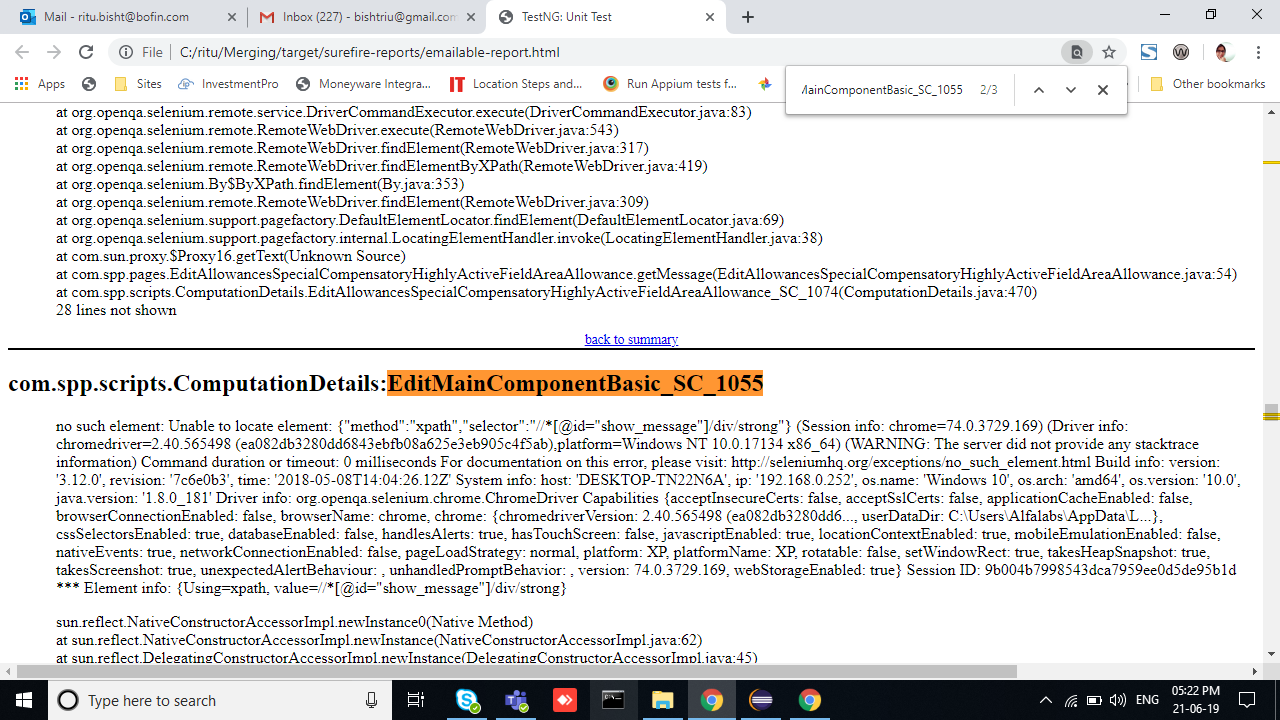 Mail - ritu.bisht@bofin.com
Inbox (227) - bishtriu@gmail.com
TestNG: Unit Test
File
C:/ritu/Merging/target/surefire-reports/emailable-report.html
Apps
Sites
InvestmentPro
Moneyware Integra...
Location Steps and...
Run Appium tests f...
Other bookmarks
MainComponentBasic_SC_1055 2/3
at org.openqa.selenium.remote.service.DriverCommandExecutor.execute(DriverCommandExecutor.java:83)
at org.openqa.selenium.remote.RemoteWebDriver.execute(RemoteWebDriver.java:543)
at org.openqa.selenium.remote.RemoteWebDriver.findElement(RemoteWebDriver.java:317)
at org.openqa.selenium.remote.RemoteWebDriver.findElementByXPath(RemoteWebDriver.java:419)
at org.openqa.selenium.By$ByXPath.findElement(By.java:353)
at org.openqa.selenium.remote.RemoteWebDriver.findElement(RemoteWebDriver.java:309)
at org.openqa.selenium.support.pagefactory.DefaultElementLocator.findElement(DefaultElementLocator.java:69)
at org.openqa.selenium.support.pagefactory.internal.LocatingElementHandler.invoke(LocatingElementHandler.java:38)
at com.sun.proxy.$Proxy16.getText(Unknown Source)
at com.spp.pages.EditAllowancesSpecialCompensatoryHighlyActiveFieldAreaAllowance.getMessage(EditAllowancesSpecialCompensatoryHighlyActiveFieldAreaAllowance.java:54)
at com.spp.scripts.ComputationDetails.EditAllowancesSpecialCompensatoryHighlyActiveFieldAreaAllowance_SC_1074(ComputationDetails.java:470)
28 lines not shown
back to summary
com.spp.scripts.ComputationDetails:EditMainComponentBasic_SC_1055
no such element: Unable to locate element: {"method":"xpath","selector":"//*[@id="show_message"]/div/strong"} (Session info: chrome=74.0.3729.169) (Driver info:
chromedriver=2.40.565498 (ea082db3280dd6843ebfb08a625e3eb905c4f5ab),platform=Windows NT 10.0.17134 x86_64) (WARNING: The server did not provide any stacktrace
information) Command duration or timeout: 0 milliseconds For documentation on this error, please visit: http://seleniumhq.org/exceptions/no_such_element.html Build info: version:
'3.12.0', revision: '7c6e0b3', time: '2018-05-08T14:04:26.12Z' System info: host: 'DESKTOP-TN22N6A', ip: '192.168.0.252', os.name: 'Windows 10', os.arch: 'amd64', os.version: '10.0',
java.version: '1.8.0_181' Driver info: org.openqa.selenium.chrome.ChromeDriver Capabilities {acceptInsecureCerts: false, acceptSslCerts: false, applicationCacheEnabled: false,
browserConnectionEnabled: false, browserName: chrome, chrome: {chromedriverVersion: 2.40.565498 (ea082db3280dd6..., userDataDir: C:\Users\Alfalabs\AppData\L...},
cssSelectorsEnabled: true, databaseEnabled: false, handlesAlerts: true, hasTouchScreen: false, javascriptEnabled: true, locationContextEnabled: true, mobileEmulationEnabled: false,
nativeEvents: true, networkConnectionEnabled: false, pageLoadStrategy: normal, platform: XP, platformName: XP, rotatable: false, setWindowRect: true, takesHeapSnapshot: true,
takesScreenshot: true, unexpectedAlertBehaviour: , unhandledPromptBehavior: , version: 74.0.3729.169, webStorageEnabled: true} Session ID: 9b004b7998543dca7959ee0d5de95b1d
*** Element info: {Using=xpath, value=//*[@id="show_message"]/div/strong}
sun.reflect.NativeConstructorAccessorImpl.newInstance0(Native Method)
at sun.reflect.NativeConstructorAccessorImpl.newInstance(NativeConstructorAccessorImpl.java:62)
at sun.reflect.DelegatingConstructorAccessorImpl.newInstance(DelegatingConstructorAccessorImpl.java:45)
Type here to search
ENG
05:22 PM
21-06-19